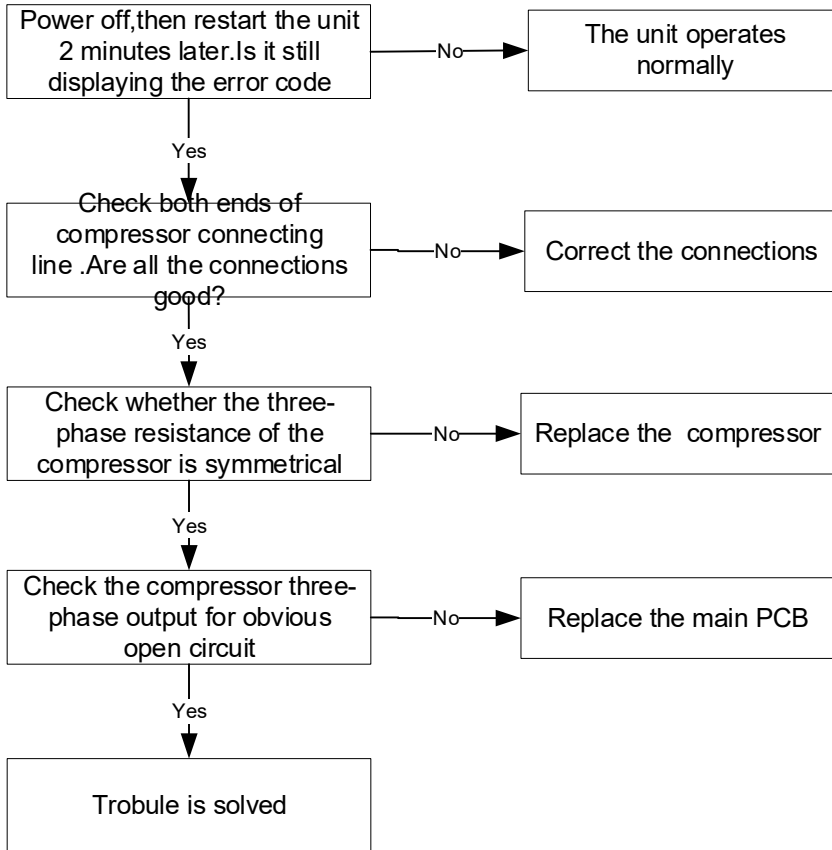 Power off,then restart the unit
2 minutes later.Is it still
displaying the error code
No
The unit operates
normally
Yes
Check both ends of
compressor connecting
line .Are all the connections
good?
No
Correct the connections
Yes
Check whether the three-
phase resistance of the
compressor is symmetrical
No
Replace the  compressor
Yes
Check the compressor three-
phase output for obvious
open circuit
No
Replace the main PCB
Yes
Trobule is solved